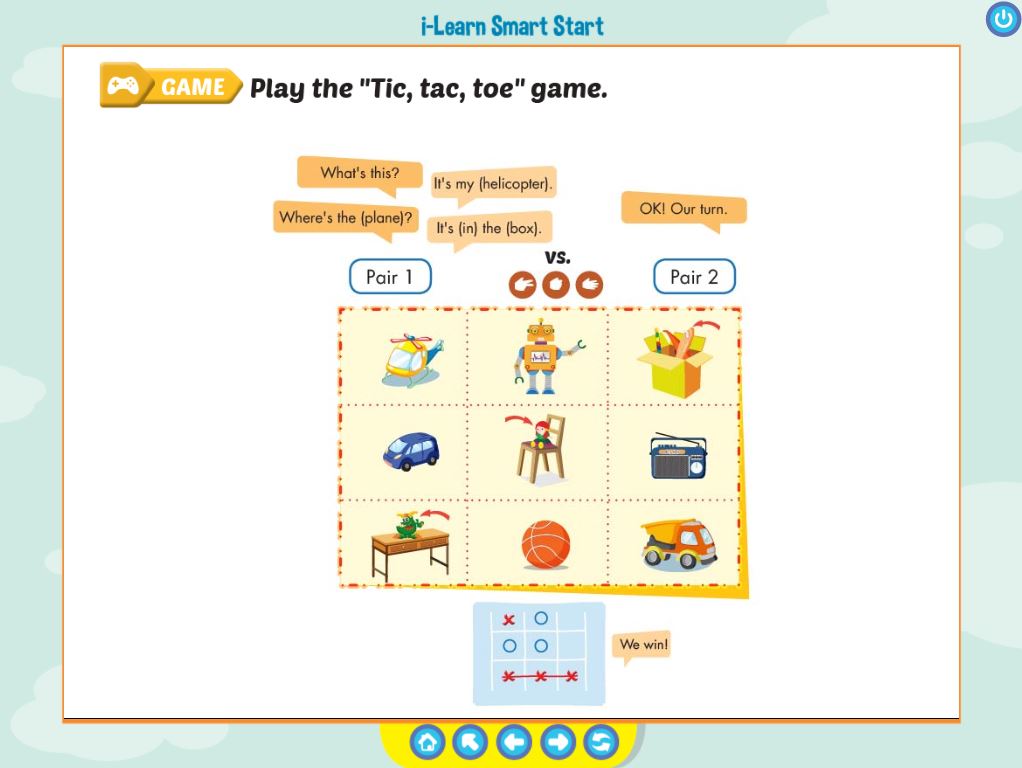 i-Learn Smart Start
GAME Play the "Tic, tac, toe" game.
What's this?
It's my (helicopter).
Where's the (plane)?
It's (in) the (box).
OK! Our turn.
vs.
Pair 1
Pair 2
x O
O O
x x x
We win!